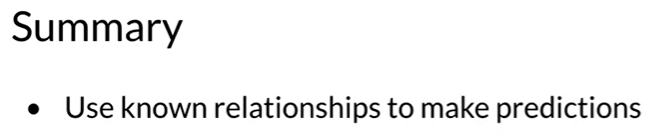 Summary
• Use known relationships to make predictions